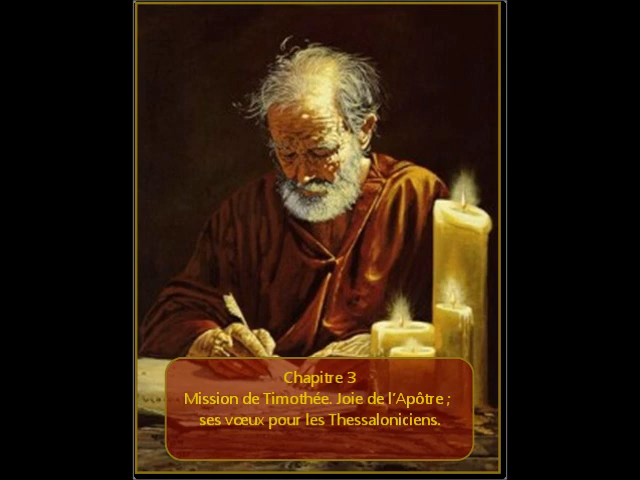 Chapitre 3
Mission de Timothée. Joie de l'Apôtre ;
ses vœux pour les Thessaloniciens.